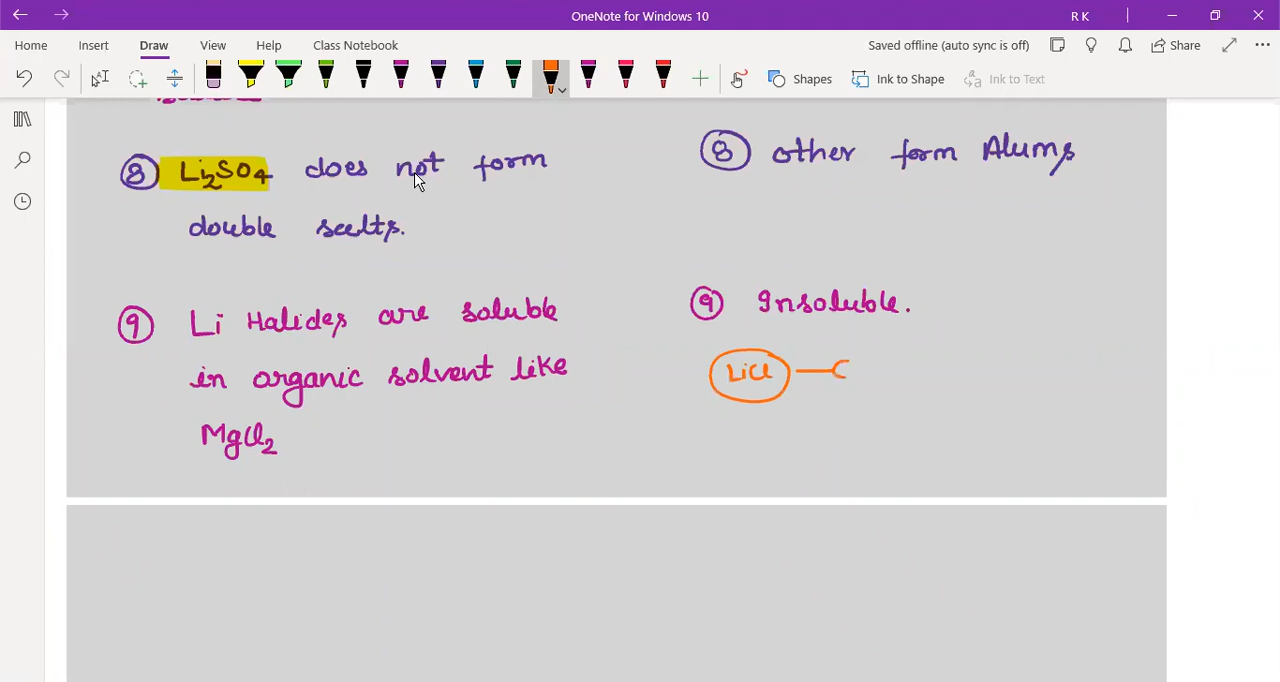 OneNote for Windows 10
R K
Home Insert Draw View Help Class Notebook
Saved offline (auto sync is off)
Share
Shapes
Ink to Shape
Ink to Text
8 Li2SO4 does not form
double salts.
8 other form Alums
9 Li Halides are soluble
in organic solvent like
MgCl2
9 Insoluble.
LiCl — C